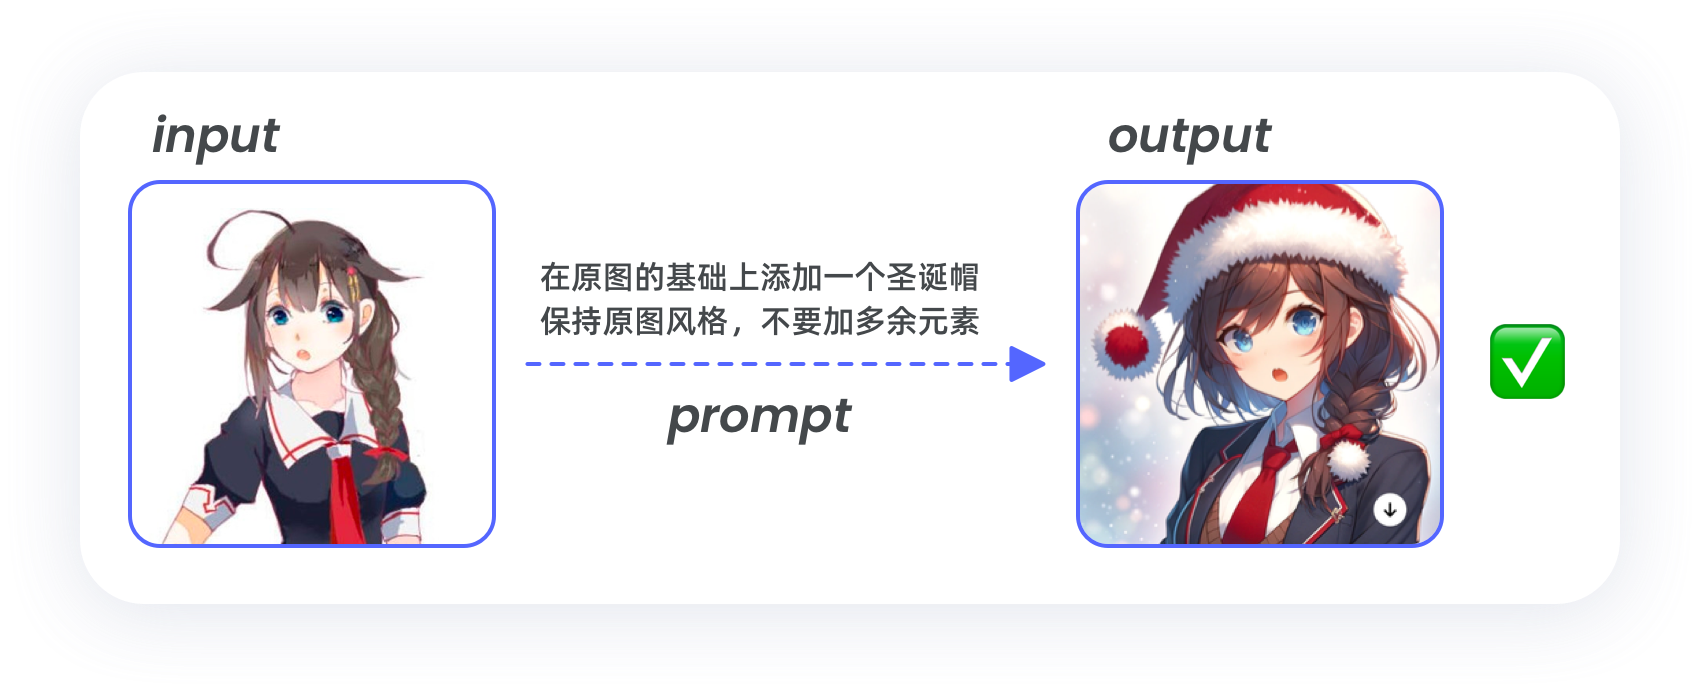 input
output
在原图的基础上添加一个圣诞帽
保持原图风格，不要加多余元素
prompt